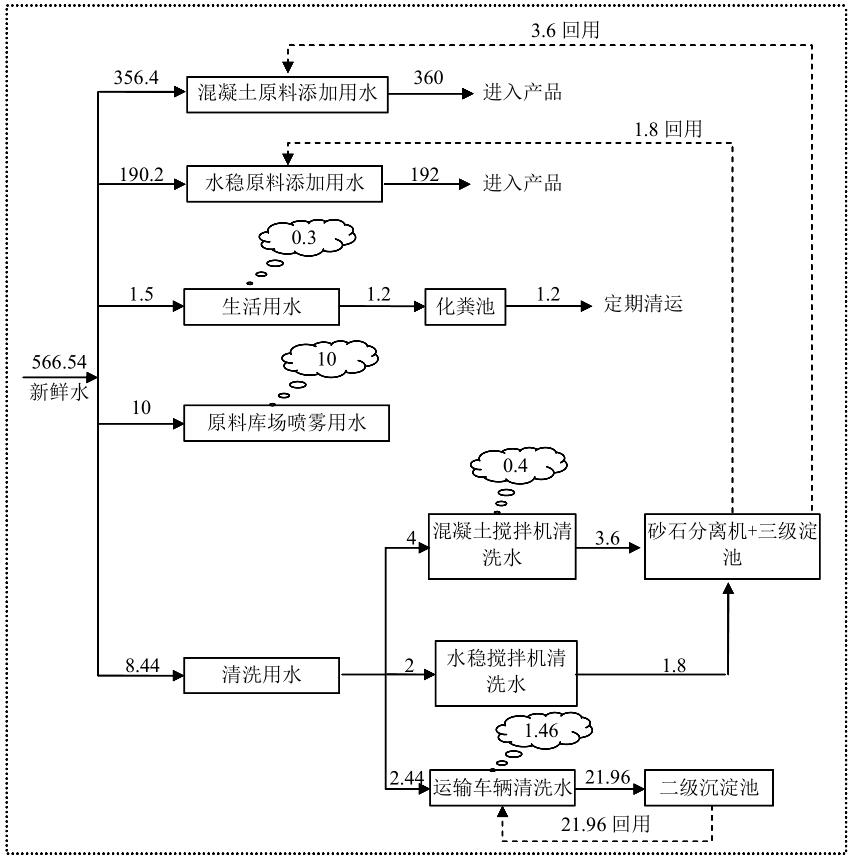 3.6 回用
356.4
混凝土原料添加用水
360
进入产品
1.8 回用
190.2
水稳原料添加用水
192
进入产品
0.3
1.5
生活用水
1.2
化粪池
1.2
定期清运
566.54
新鲜水
10
10
原料库场喷雾用水
0.4
4
混凝土搅拌机清
洗水
3.6
砂石分离机+三级淀
池
8.44
清洗用水
2
水稳搅拌机清
洗水
1.8
1.46
2.44
运输车辆清洗水
21.96
二级沉淀池
21.96 回用